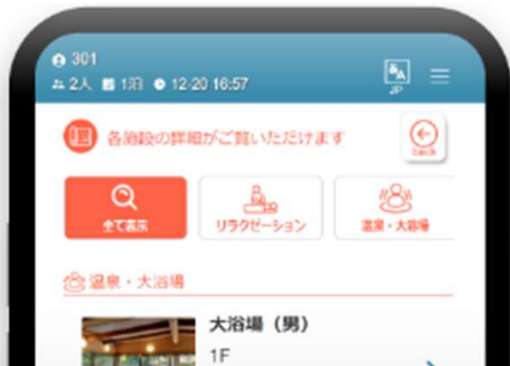 301
2人 1泊 12-20 16:57
あA
JP
各施設の詳細がご覧いただけます
back
全て表示
リラクゼーション
温泉・大浴場
温泉・大浴場
大浴場（男）
1F